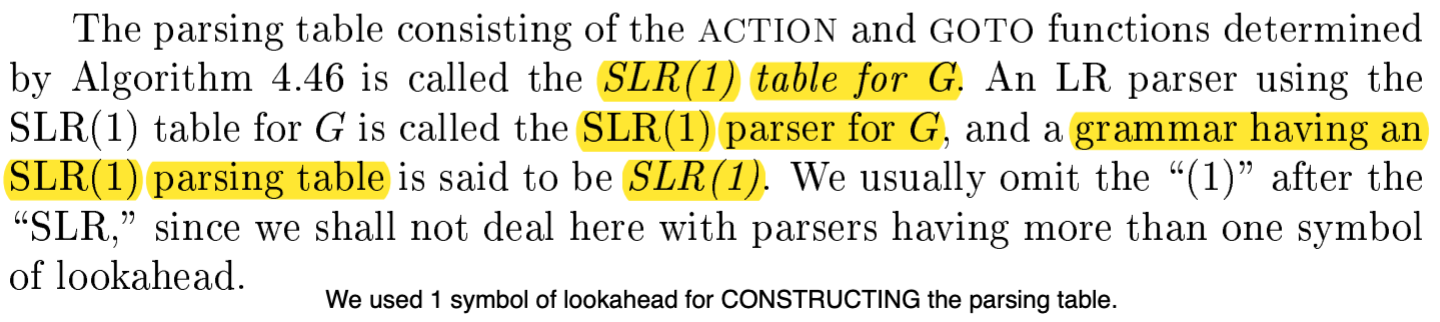 The parsing table consisting of the ACTION and GOTO functions determined
by Algorithm 4.46 is called the SLR(1) table for G. An LR parser using the
SLR(1) table for G is called the SLR(1) parser for G, and a grammar having an
SLR(1) parsing table is said to be SLR(1). We usually omit the “(1)” after the
“SLR,” since we shall not deal here with parsers having more than one symbol
of lookahead.
We used 1 symbol of lookahead for CONSTRUCTING the parsing table.